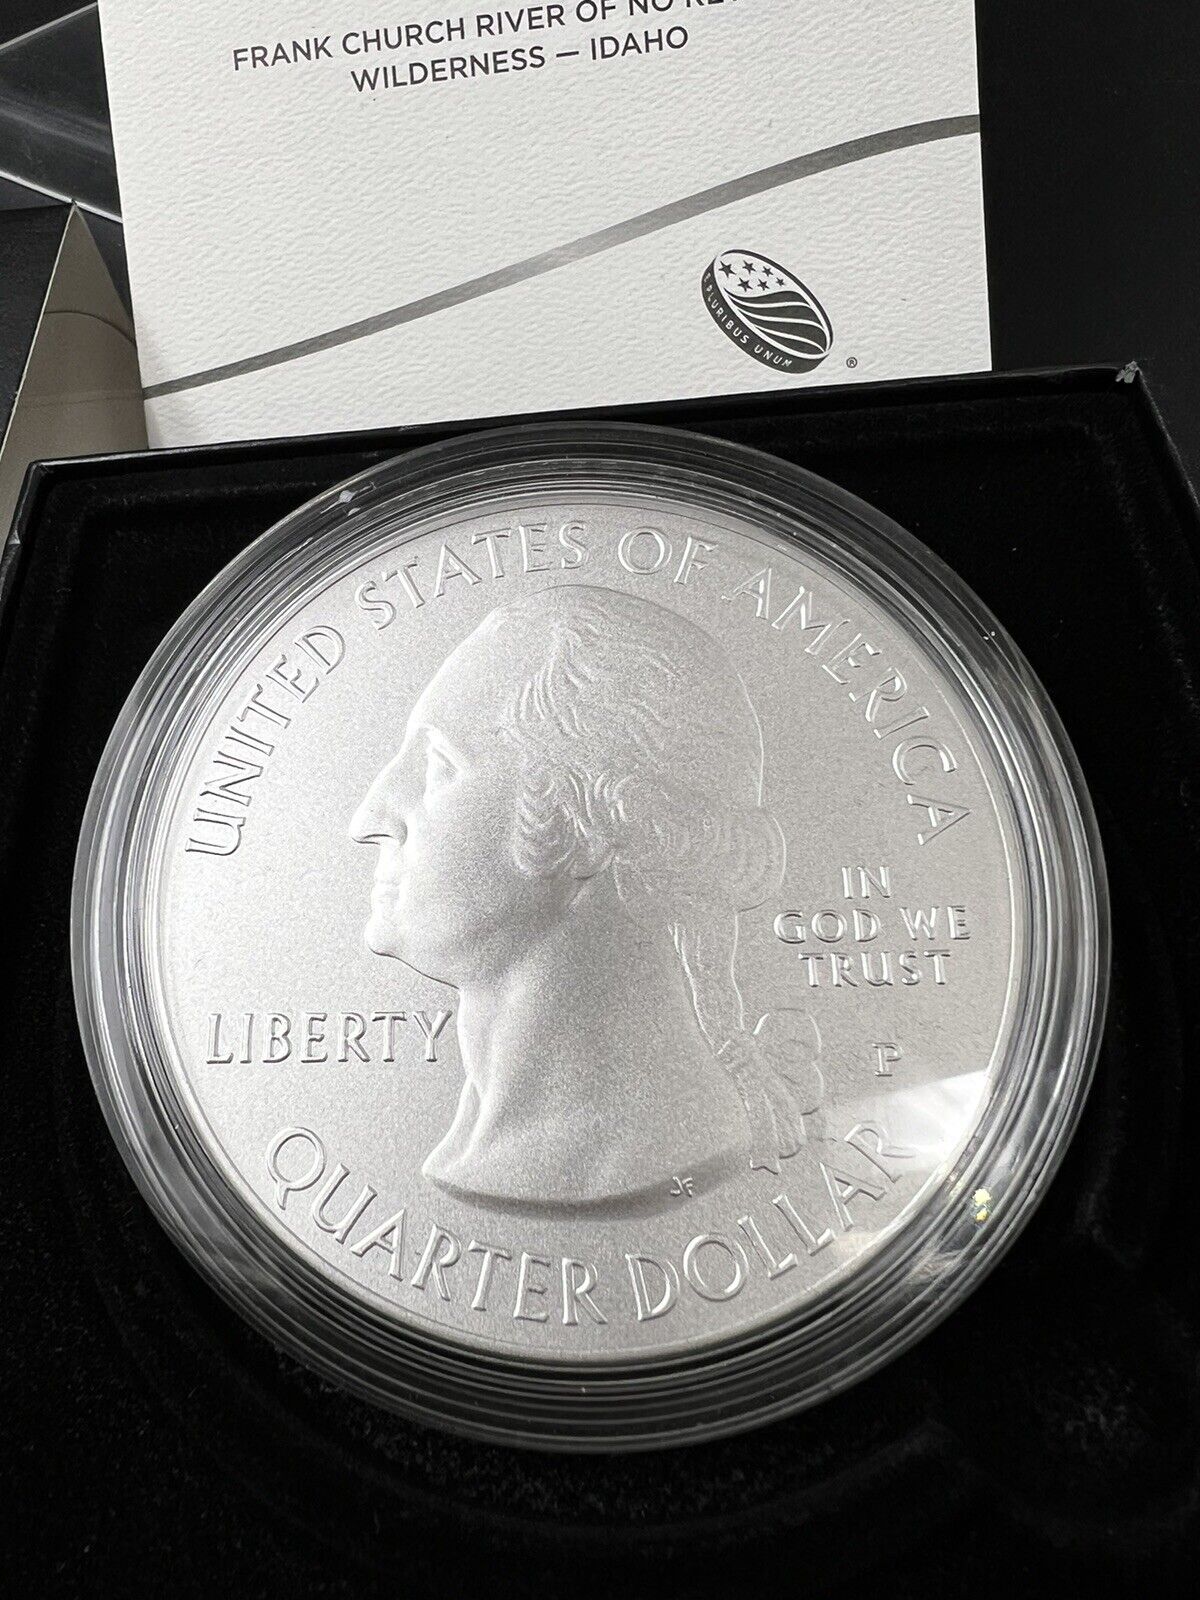 FRANK CHURCH RIVER OF NO
WILDERNESS — IDAHO
E PLURIBUS UNUM
®
UNITED STATES OF AMERICA
IN
GOD WE
TRUST
LIBERTY
P
JF
QUARTER DOLLAR